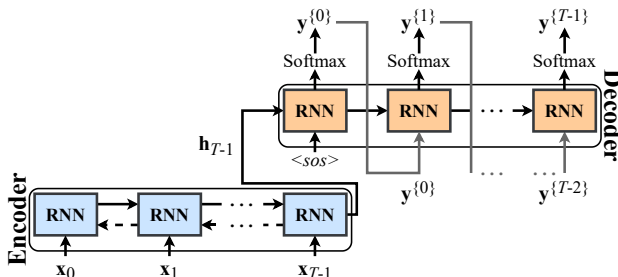 y^{0} y^{1} y^{T-1}
Softmax Softmax Softmax
RNN RNN ... RNN
Decoder
h_{T-1}
<sos>
... ...
y^{0} y^{T-2}
Encoder
RNN RNN ... RNN
...
x_0 x_1 x_{T-1}